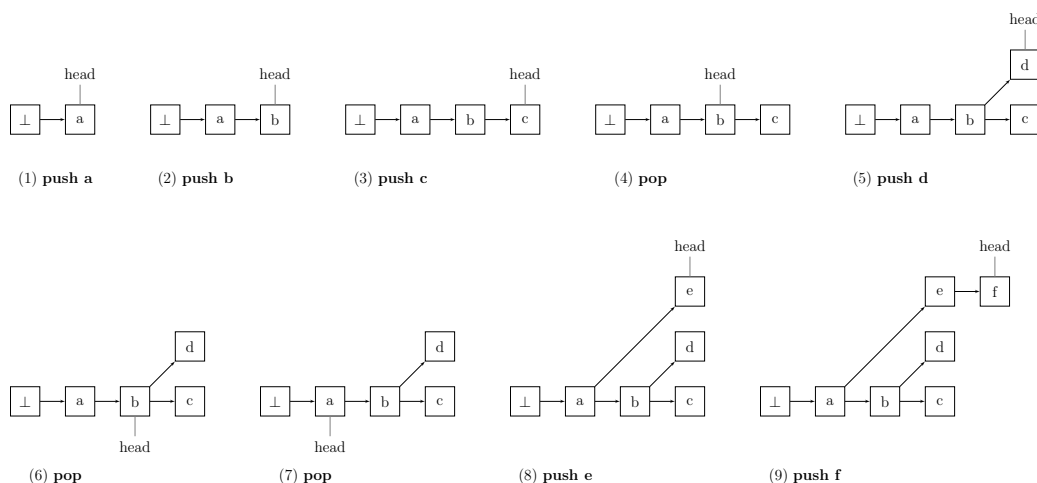 head
head
head
head
head
d
⊥ a
⊥ a b
⊥ a b c
⊥ a b c
⊥ a b c
(1) push a
(2) push b
(3) push c
(4) pop
(5) push d
head
head
e
e f
d
d
d
d
⊥ a b c
⊥ a b c
⊥ a b c
⊥ a b c
head
head
(6) pop
(7) pop
(8) push e
(9) push f